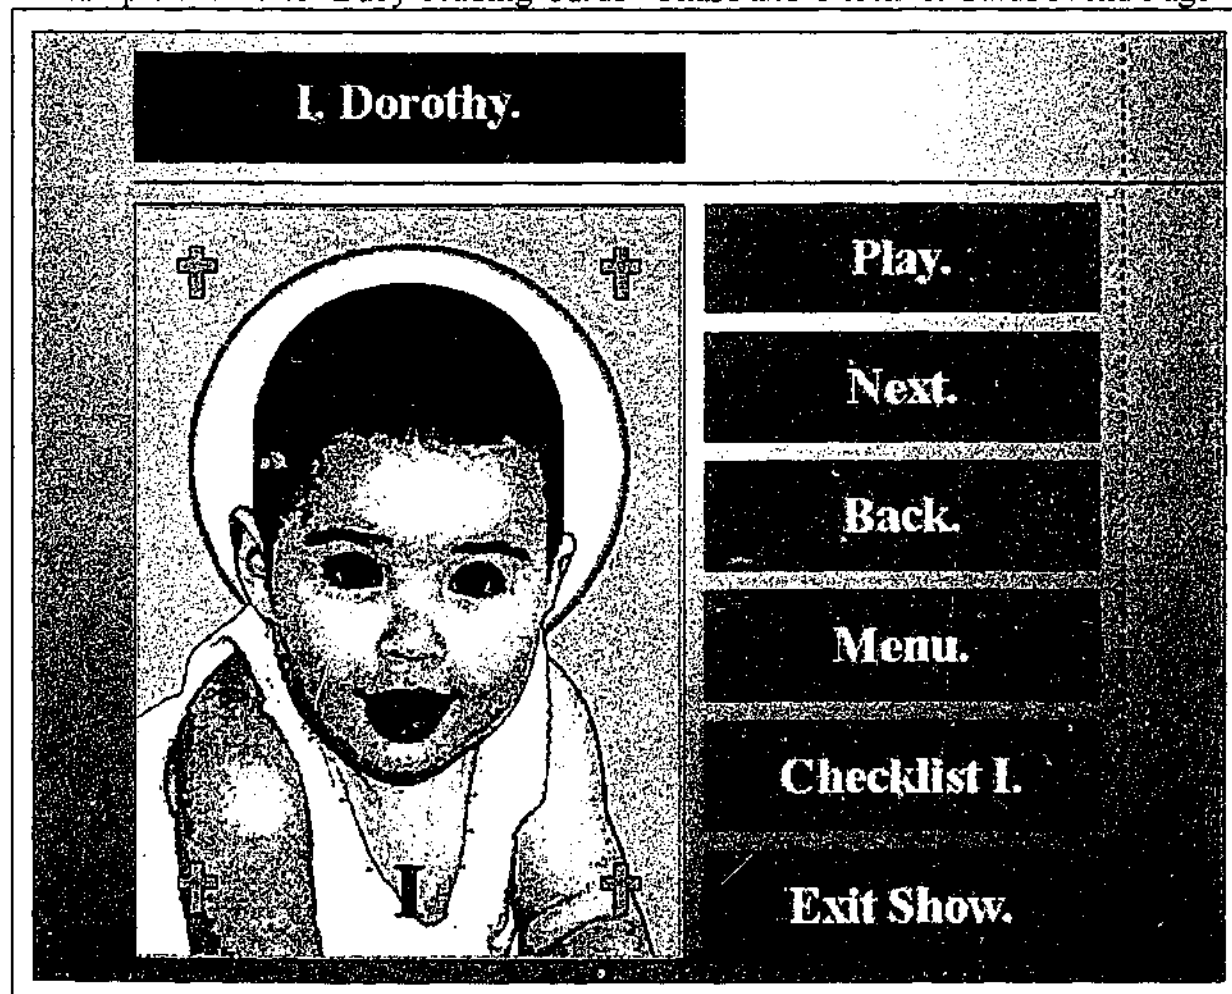 I. Dorothy.
Play.
Next.
Back.
Menu.
Checklist I.
Exit Show.
I